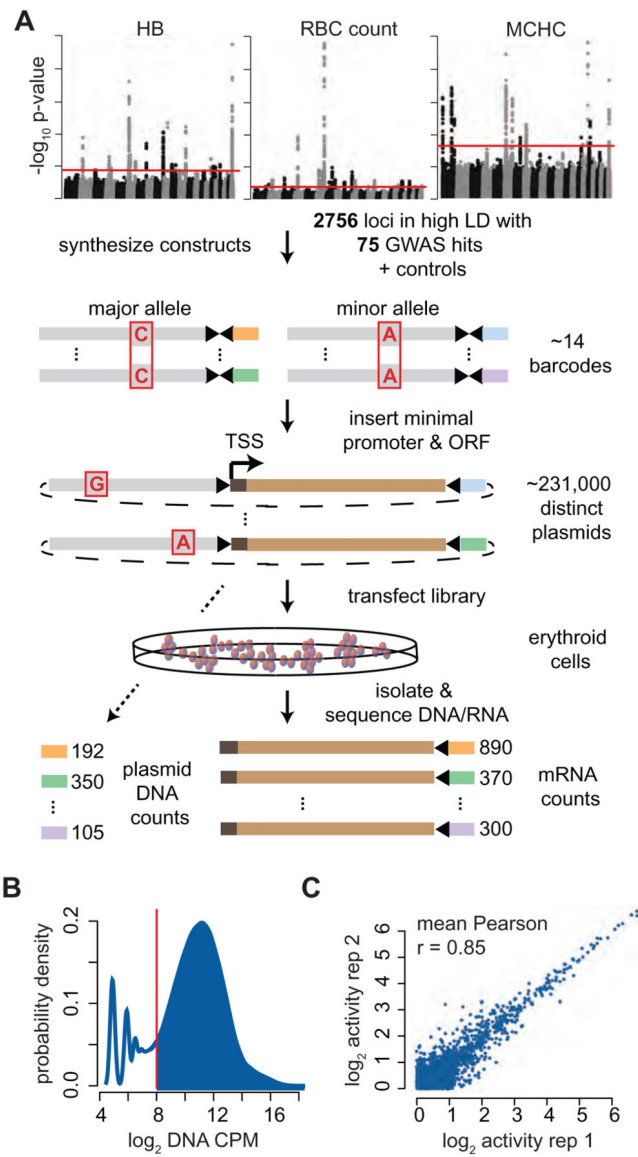 A
HB
RBC count
MCHC
-log10 p-value
synthesize constructs
2756 loci in high LD with
75 GWAS hits
+ controls
major allele
minor allele
C
A
C
A
~14
barcodes
insert minimal
promoter & ORF
TSS
G
A
~231,000
distinct
plasmids
transfect library
erythroid
cells
isolate &
sequence DNA/RNA
192
350
105
plasmid
DNA
counts
890
370
300
mRNA
counts
B
probability density
0.2
0.1
0.0
4 8 12 16
log2 DNA CPM
C
mean Pearson
r = 0.85
log2 activity rep 2
6
5
4
3
2
1
0
0 1 2 3 4 5 6
log2 activity rep 1